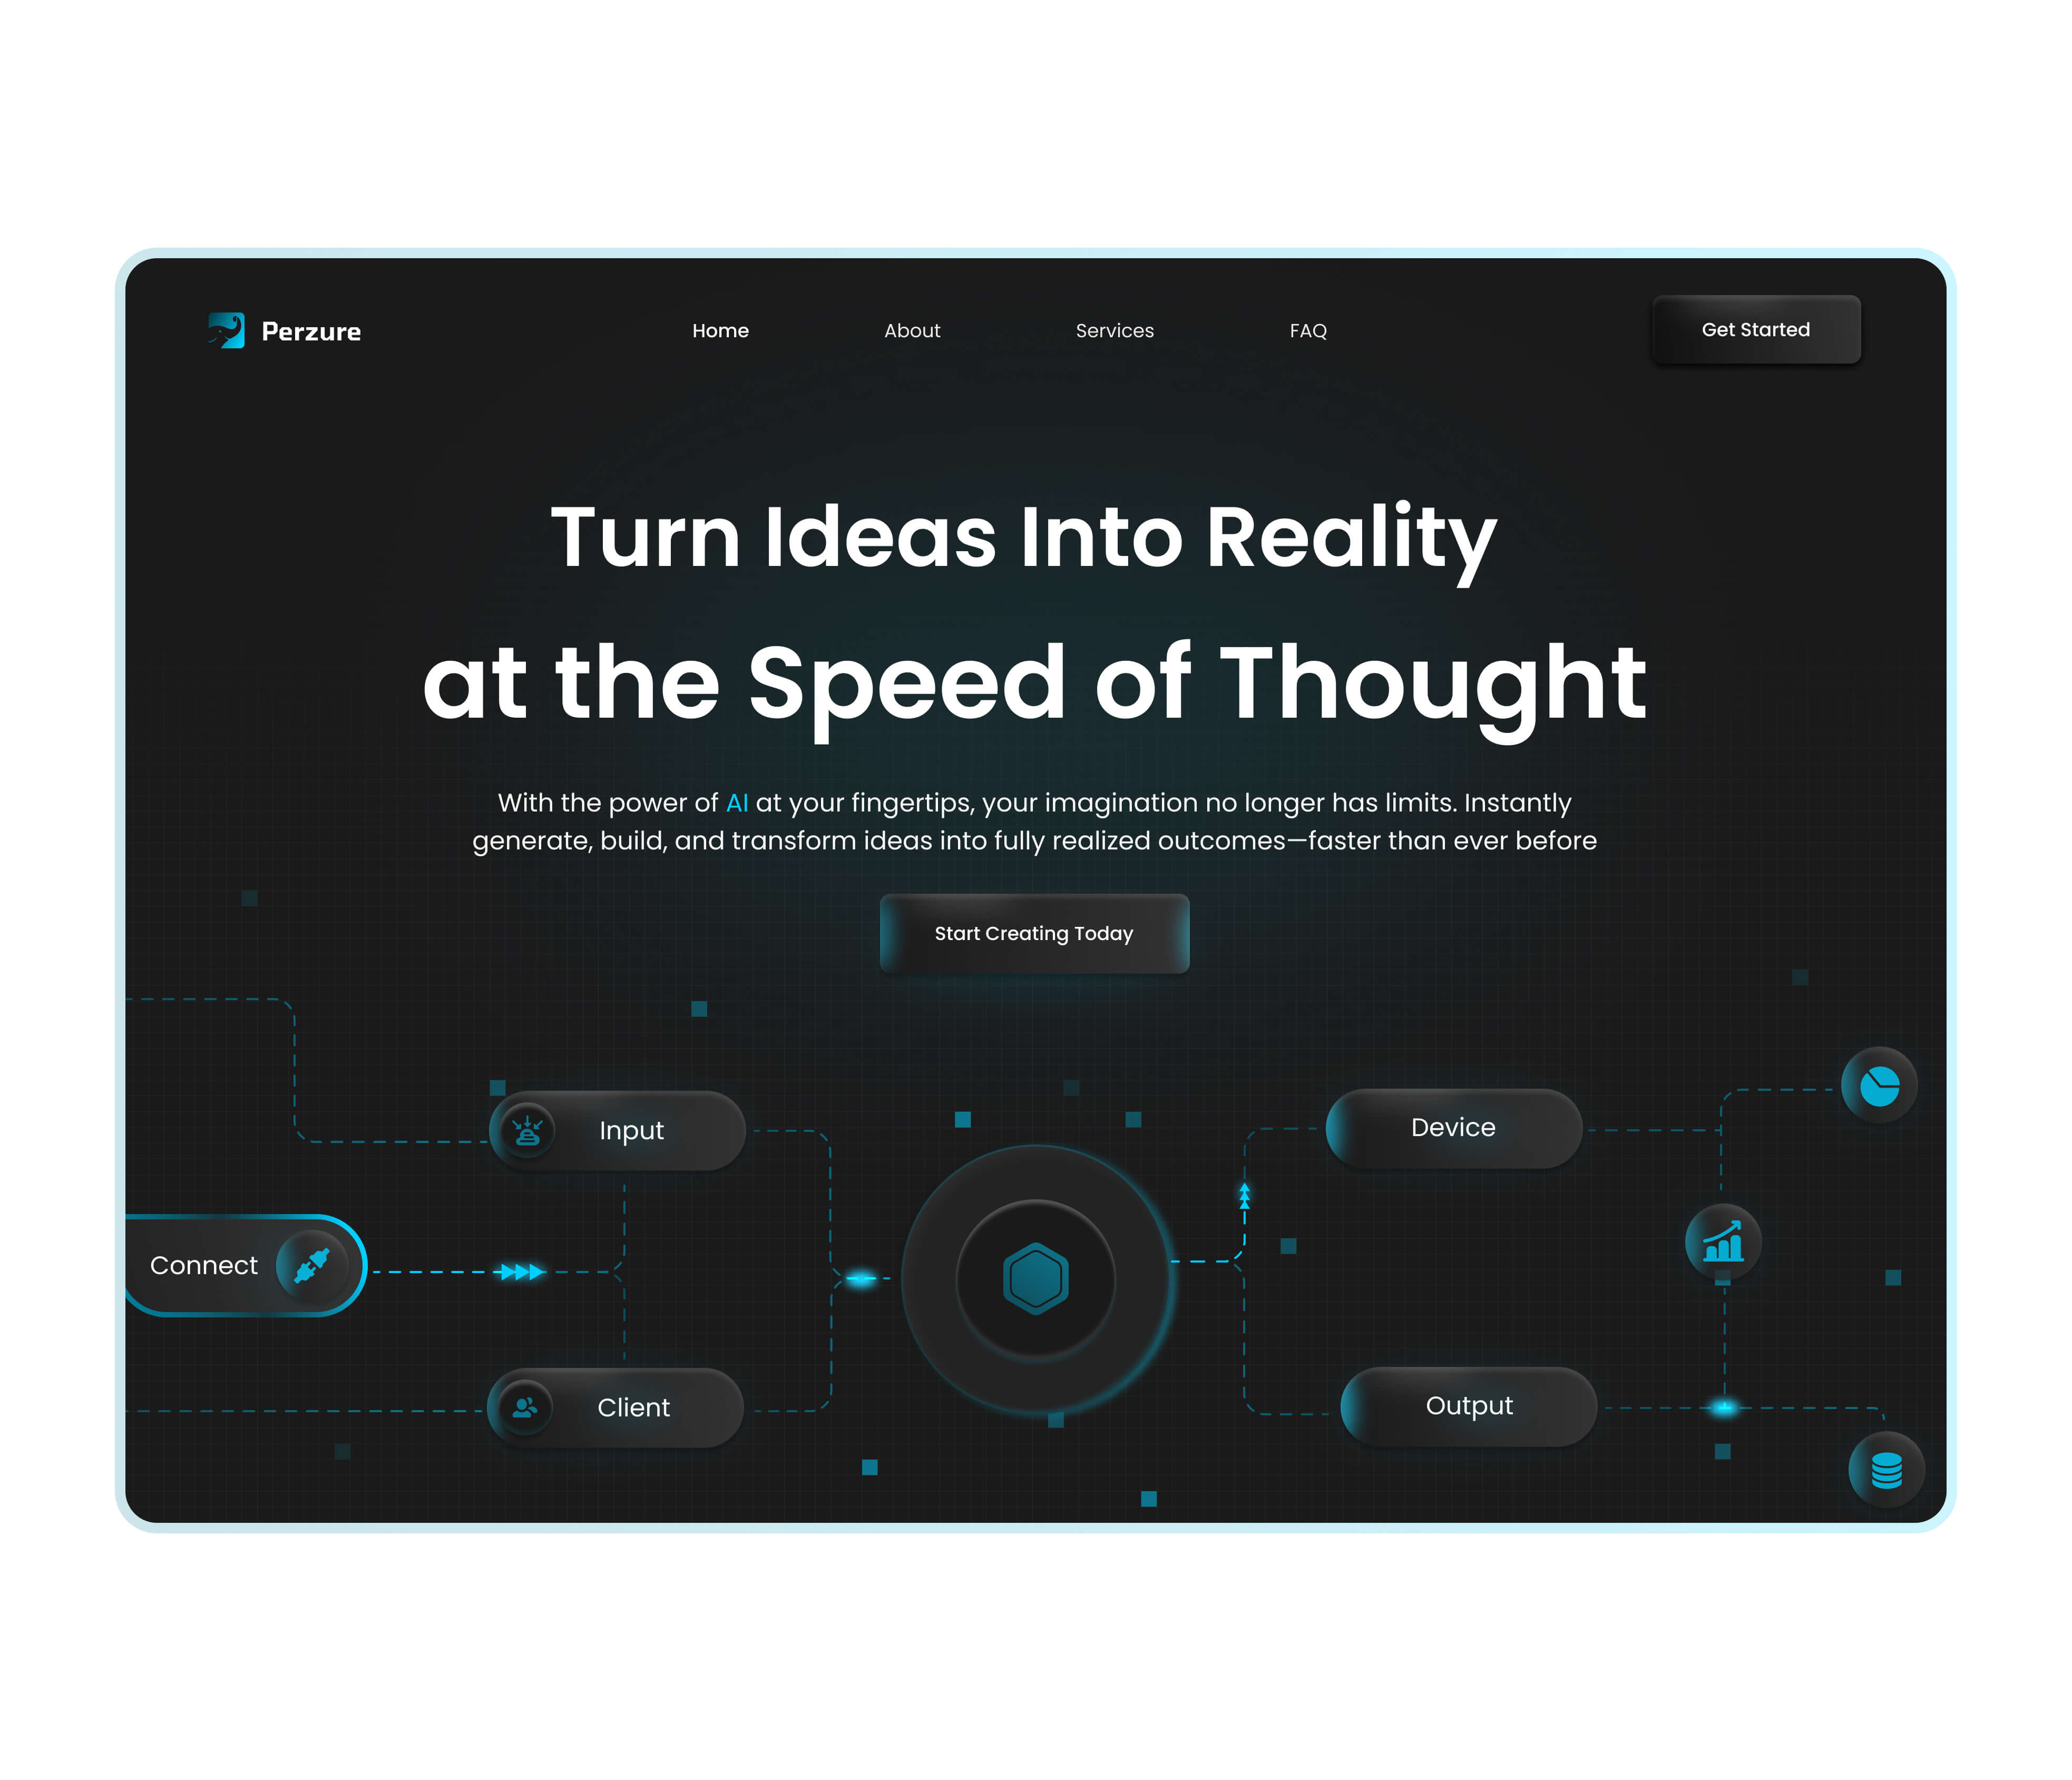 Perzure
Home
About
Services
FAQ
Get Started
Turn Ideas Into Reality
at the Speed of Thought
With the power of AI at your fingertips, your imagination no longer has limits. Instantly
generate, build, and transform ideas into fully realized outcomes—faster than ever before
Start Creating Today
Input
Device
Connect
Client
Output